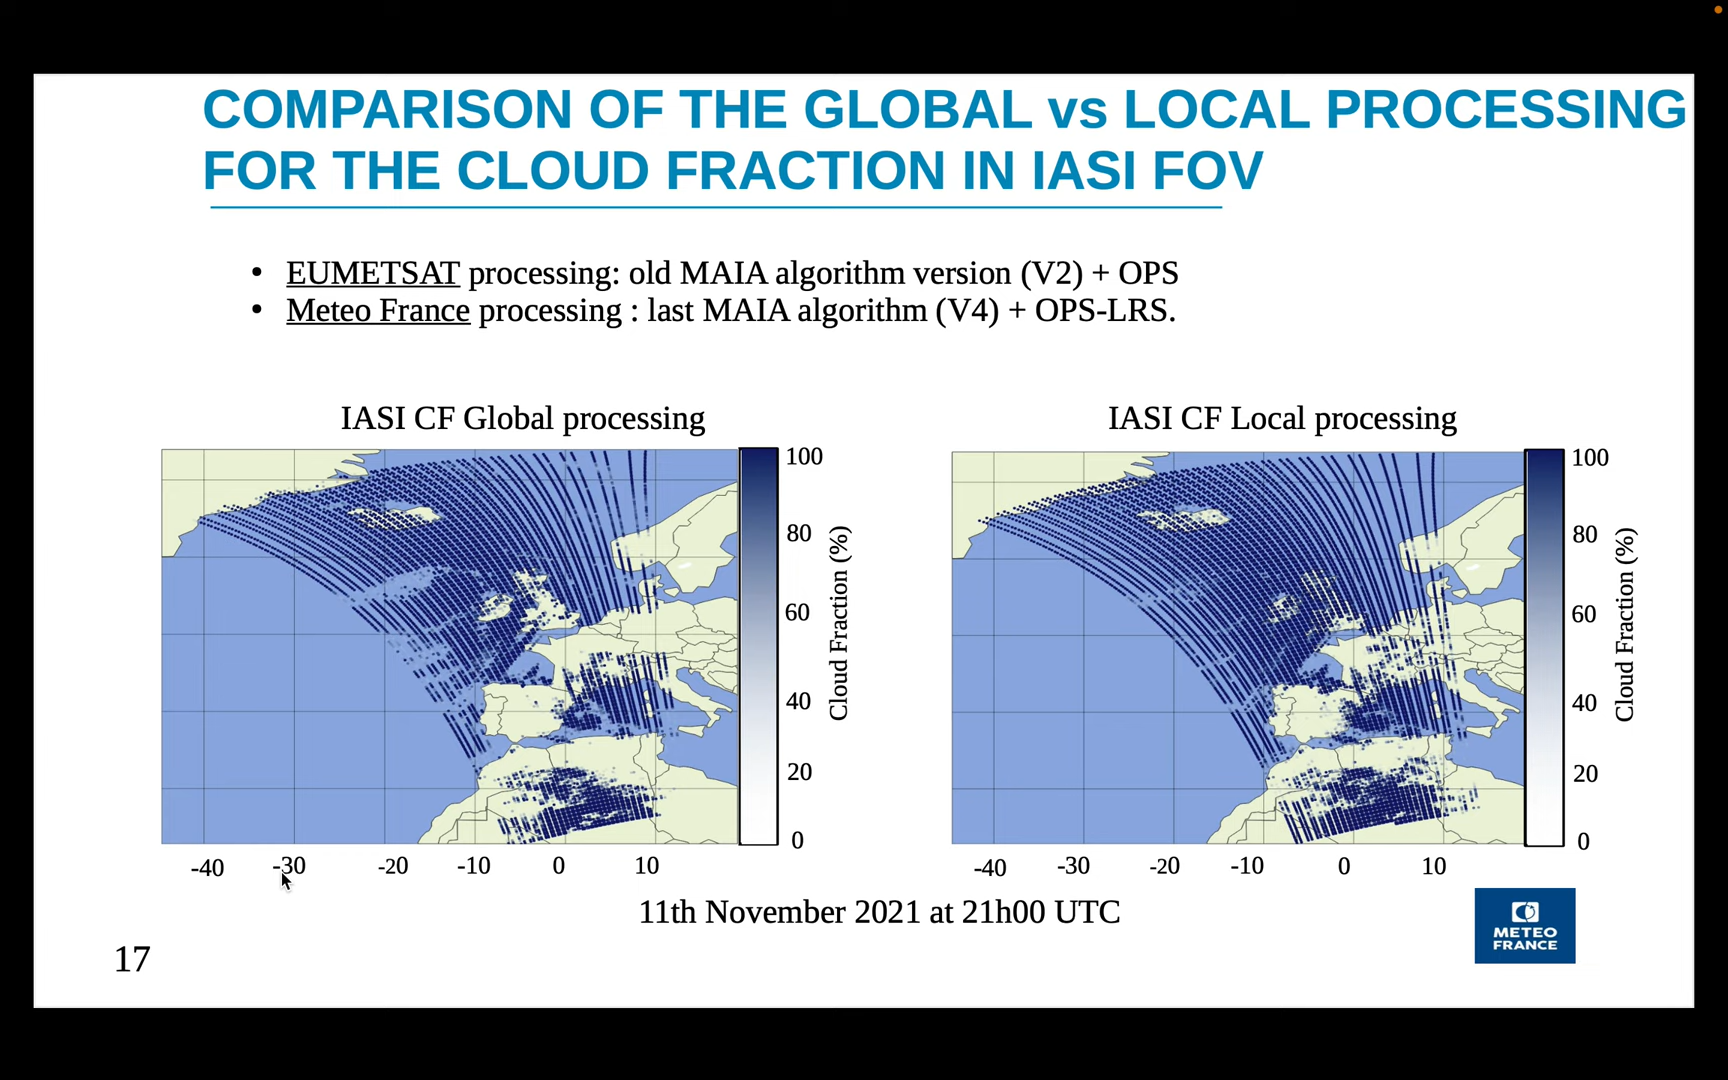 COMPARISON OF THE GLOBAL vs LOCAL PROCESSING
FOR THE CLOUD FRACTION IN IASI FOV
• EUMETSAT processing: old MAIA algorithm version (V2) + OPS
• Meteo France processing : last MAIA algorithm (V4) + OPS-LRS.
IASI CF Global processing
100
80
60
40
20
0
Cloud Fraction (%)
-40 -30 -20 -10 0 10
IASI CF Local processing
100
80
60
40
20
0
Cloud Fraction (%)
-40 -30 -20 -10 0 10
11th November 2021 at 21h00 UTC
METEO
FRANCE
17